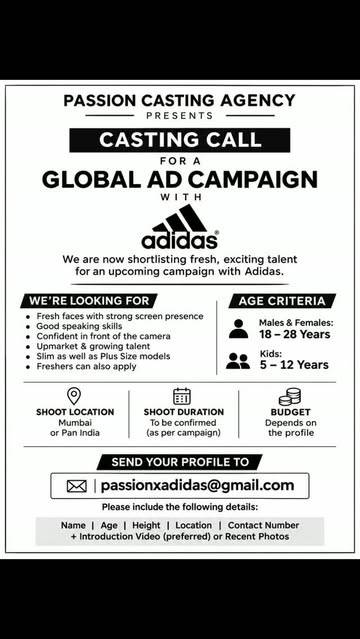 PASSION CASTING AGENCY
PRESENTS
CASTING CALL
FOR A
GLOBAL AD CAMPAIGN
WITH
adidas®
We are now shortlisting fresh, exciting talent
for an upcoming campaign with Adidas.
WE'RE LOOKING FOR
• Fresh faces with strong screen presence
• Good speaking skills
• Confident in front of the camera
• Upmarket & growing talent
• Slim as well as Plus Size models
• Freshers can also apply
AGE CRITERIA
Males & Females:
18 – 28 Years
Kids:
5 – 12 Years
SHOOT LOCATION
Mumbai
or Pan India
SHOOT DURATION
To be confirmed
(as per campaign)
BUDGET
Depends on
the profile
SEND YOUR PROFILE TO
passionxadidas@gmail.com
Please include the following details:
Name | Age | Height | Location | Contact Number
+ Introduction Video (preferred) or Recent Photos